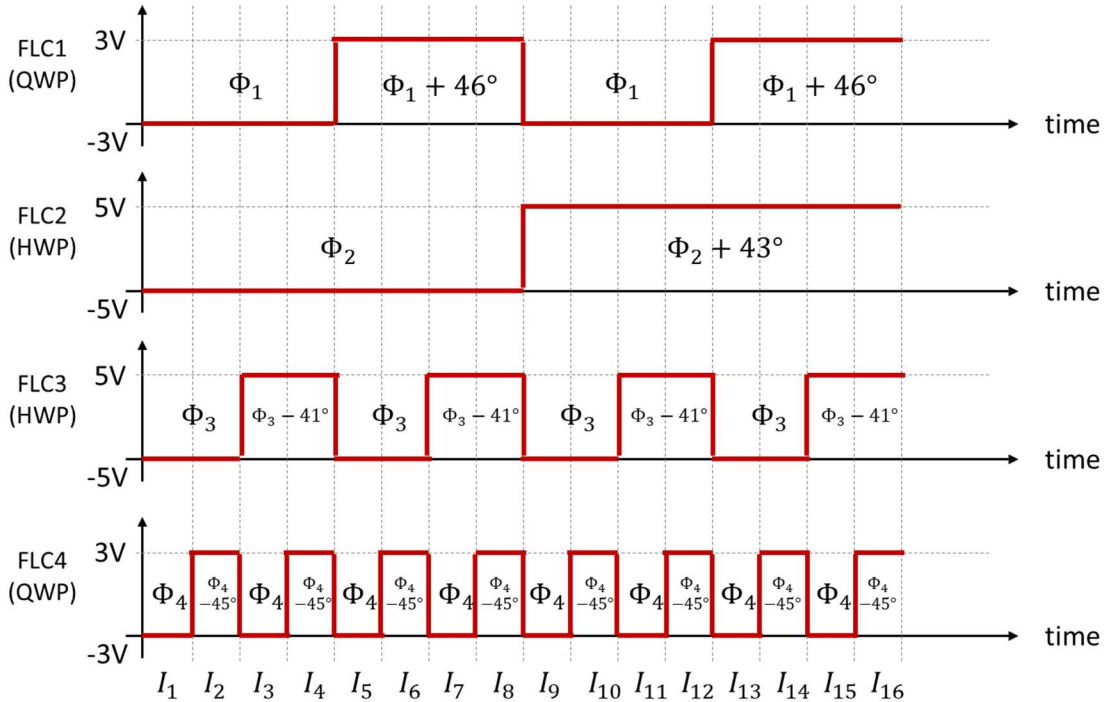 FLC1
(QWP)
3V
-3V
Φ₁
Φ₁ + 46°
Φ₁
Φ₁ + 46°
time
FLC2
(HWP)
5V
-5V
Φ₂
Φ₂ + 43°
time
FLC3
(HWP)
5V
-5V
Φ₃
Φ₃ − 41°
Φ₃
Φ₃ − 41°
Φ₃
Φ₃ − 41°
Φ₃
Φ₃ − 41°
time
FLC4
(QWP)
3V
-3V
Φ₄
Φ₄
−45°
Φ₄
Φ₄
−45°
Φ₄
Φ₄
−45°
Φ₄
Φ₄
−45°
Φ₄
Φ₄
−45°
Φ₄
Φ₄
−45°
Φ₄
Φ₄
−45°
Φ₄
Φ₄
−45°
time
I₁ I₂ I₃ I₄ I₅ I₆ I₇ I₈ I₉ I₁₀ I₁₁ I₁₂ I₁₃ I₁₄ I₁₅ I₁₆